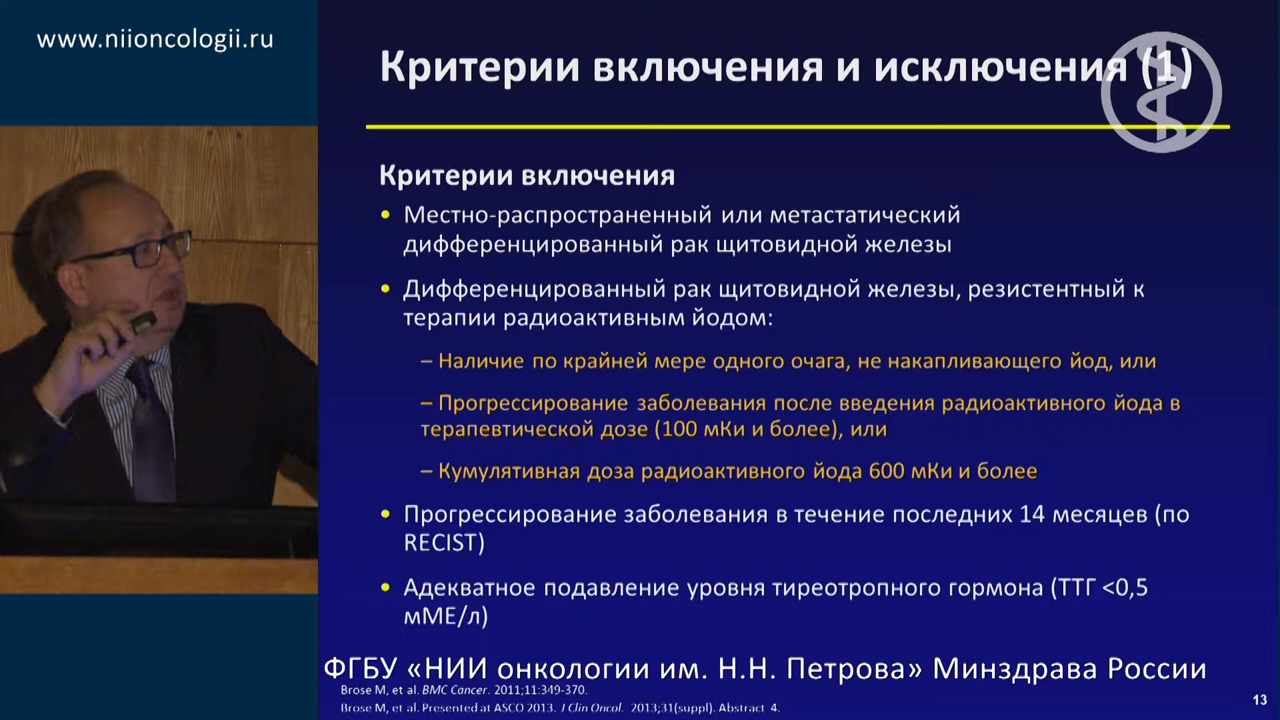 www.niioncologii.ru
Критерии включения и исключения (1)
Критерии включения
• Местно-распространенный или метастатический
дифференцированный рак щитовидной железы
• Дифференцированный рак щитовидной железы, резистентный к
терапии радиоактивным йодом:
– Наличие по крайней мере одного очага, не накапливающего йод, или
– Прогрессирование заболевания после введения радиоактивного йода в
терапевтической дозе (100 мКи и более), или
– Кумулятивная доза радиоактивного йода 600 мКи и более
• Прогрессирование заболевания в течение последних 14 месяцев (по
RECIST)
• Адекватное подавление уровня тиреотропного гормона (ТТГ <0,5
мМЕ/л)
ФГБУ «НИИ онкологии им. Н.Н. Петрова» Минздрава России
Brose M, et al. BMC Cancer. 2011;11:349-370.
Brose M, et al. Presented at ASCO 2013. J Clin Oncol. 2013;31(suppl). Abstract 4.
13